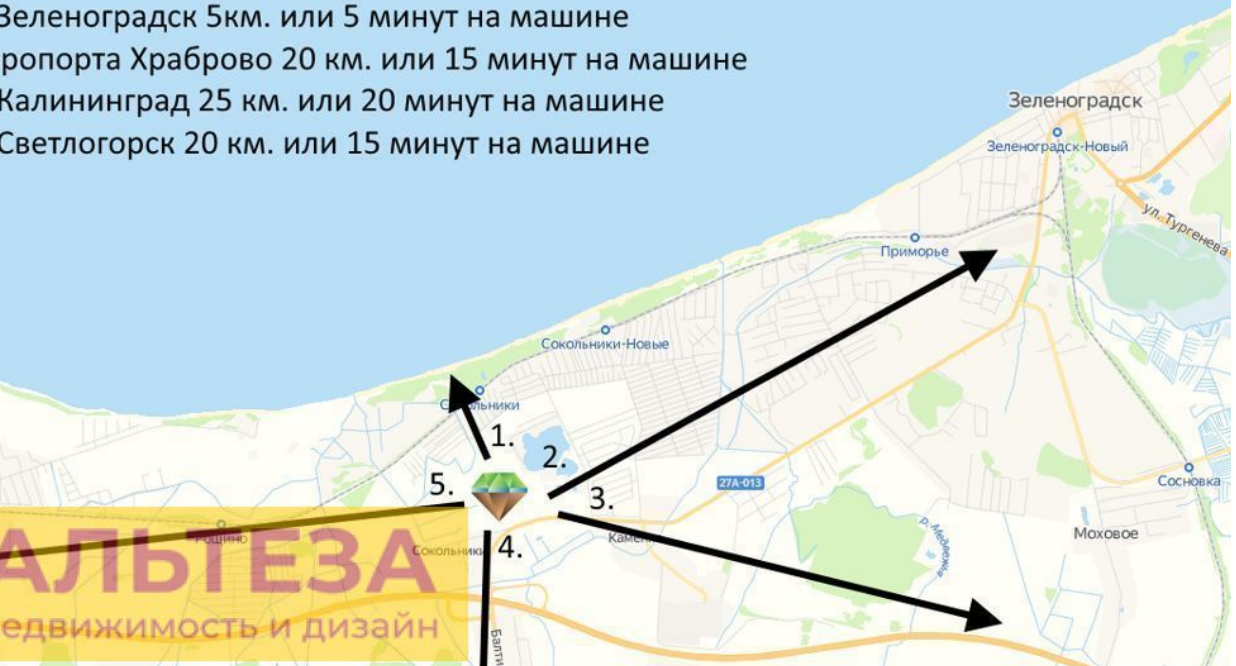 Зеленоградск 5км. или 5 минут на машине
ропорта Храброво 20 км. или 15 минут на машине
Калининград 25 км. или 20 минут на машине
Светлогорск 20 км. или 15 минут на машине
Зеленоградск
Зеленоградск-Новый
ул. Тургенева
Приморье
Сокольники-Новые
1.
2.
5.
3.
27А-013
Сосновка
р. Медвежья
Моховое
Рощино
Сокольники
4.
АЛЬТЕЗА
едвижимость и дизайн
Балти